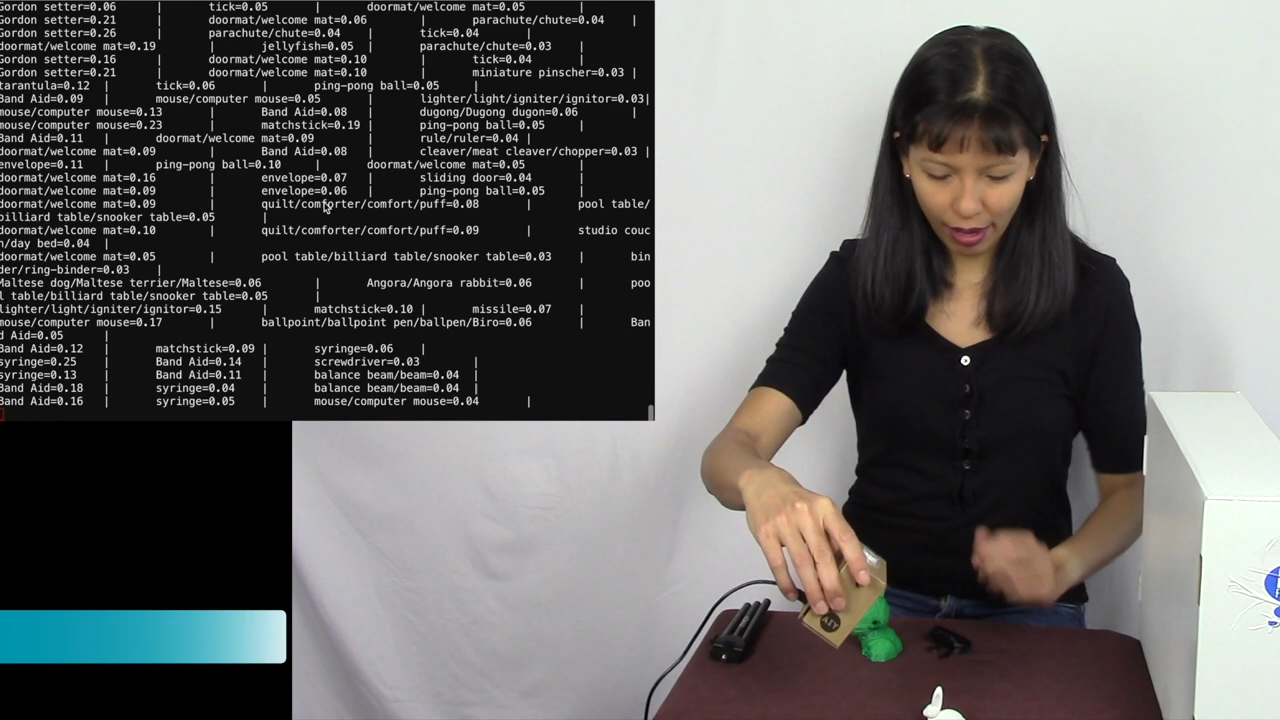 Gordon setter=0.06 | tick=0.05 | doormat/welcome mat=0.05 |
Gordon setter=0.21 | doormat/welcome mat=0.06 | parachute/chute=0.04 |
Gordon setter=0.26 | parachute/chute=0.04 | tick=0.04 |
doormat/welcome mat=0.19 | jellyfish=0.05 | parachute/chute=0.03 |
Gordon setter=0.16 | doormat/welcome mat=0.10 | tick=0.04 |
Gordon setter=0.21 | doormat/welcome mat=0.10 | miniature pinscher=0.03 |
tarantula=0.12 | tick=0.06 | ping-pong ball=0.05 |
Band Aid=0.09 | mouse/computer mouse=0.05 | lighter/light/igniter/ignitor=0.03|
mouse/computer mouse=0.13 | Band Aid=0.08 | dugong/Dugong dugon=0.06 |
mouse/computer mouse=0.23 | matchstick=0.19 | ping-pong ball=0.05 |
Band Aid=0.11 | doormat/welcome mat=0.09 | rule/ruler=0.04 |
doormat/welcome mat=0.09 | Band Aid=0.08 | cleaver/meat cleaver/chopper=0.03 |
envelope=0.11 | ping-pong ball=0.10 | doormat/welcome mat=0.05 |
doormat/welcome mat=0.16 | envelope=0.07 | sliding door=0.04
doormat/welcome mat=0.09 | envelope=0.06 | ping-pong ball=0.05 |
doormat/welcome mat=0.09 | quilt/comforter/comfort/puff=0.08 | pool table/
billiard table/snooker table=0.05 |
doormat/welcome mat=0.10 | quilt/comforter/comfort/puff=0.09 | studio couc
h/day bed=0.04 |
doormat/welcome mat=0.05 | pool table/billiard table/snooker table=0.03 | bin
der/ring-binder=0.03 |
Maltese dog/Maltese terrier/Maltese=0.06 | Angora/Angora rabbit=0.06 | poo
l table/billiard table/snooker table=0.05 |
lighter/light/igniter/ignitor=0.15 | matchstick=0.10 | missile=0.07 |
mouse/computer mouse=0.17 | ballpoint/ballpoint pen/ballpen/Biro=0.06 | Ban
d Aid=0.05 |
Band Aid=0.12 | matchstick=0.09 | syringe=0.06 |
syringe=0.25 | Band Aid=0.14 | screwdriver=0.03 |
syringe=0.13 | Band Aid=0.11 | balance beam/beam=0.04 |
Band Aid=0.18 | syringe=0.04 | balance beam/beam=0.04 |
Band Aid=0.16 | syringe=0.05 | mouse/computer mouse=0.04 |
AIY